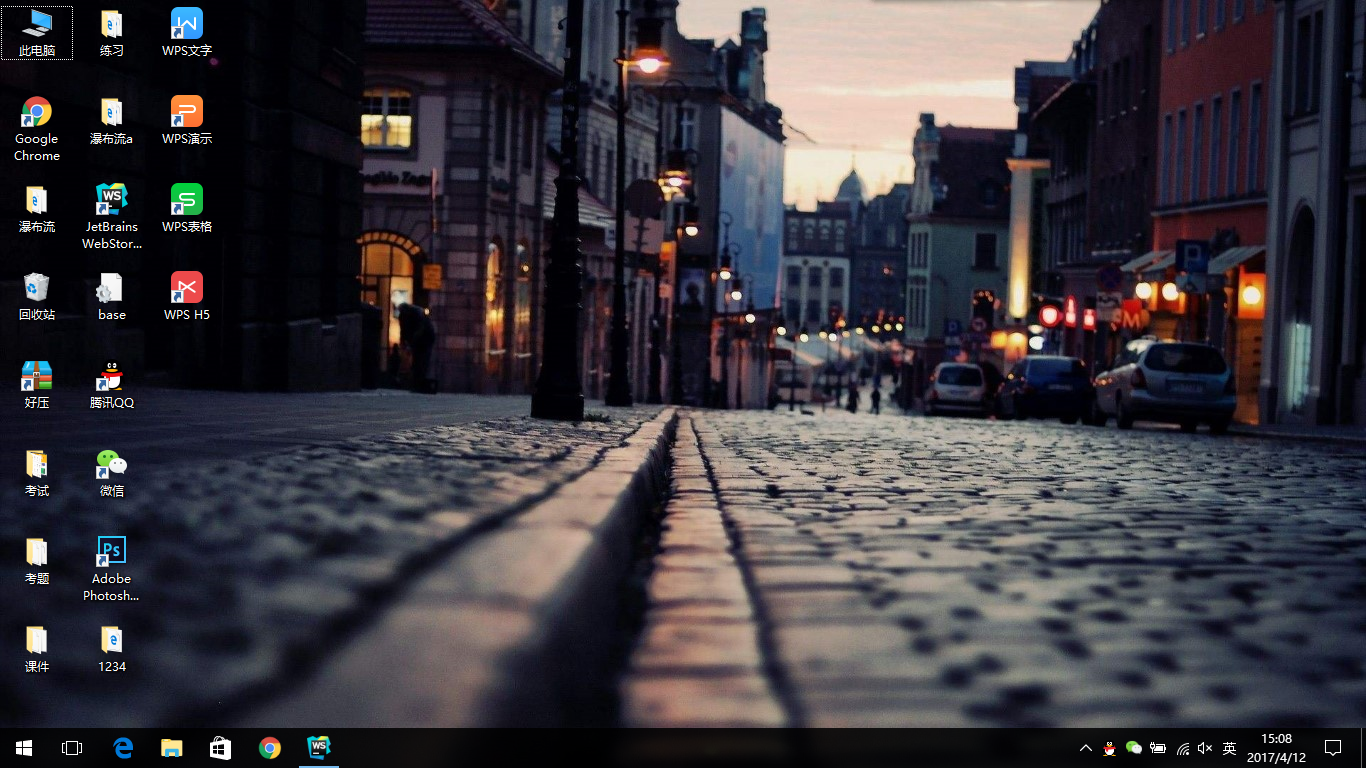 此电脑
练习
WPS文字
Google
Chrome
瀑布流a
WPS演示
瀑布流
WS
JetBrains
WebStor...
WPS表格
回收站
base
WPS H5
好压
腾讯QQ
考试
微信
考题
Ps
Adobe
Photosh...
课件
1234
P
M
WS
英
15:08
2017/4/12